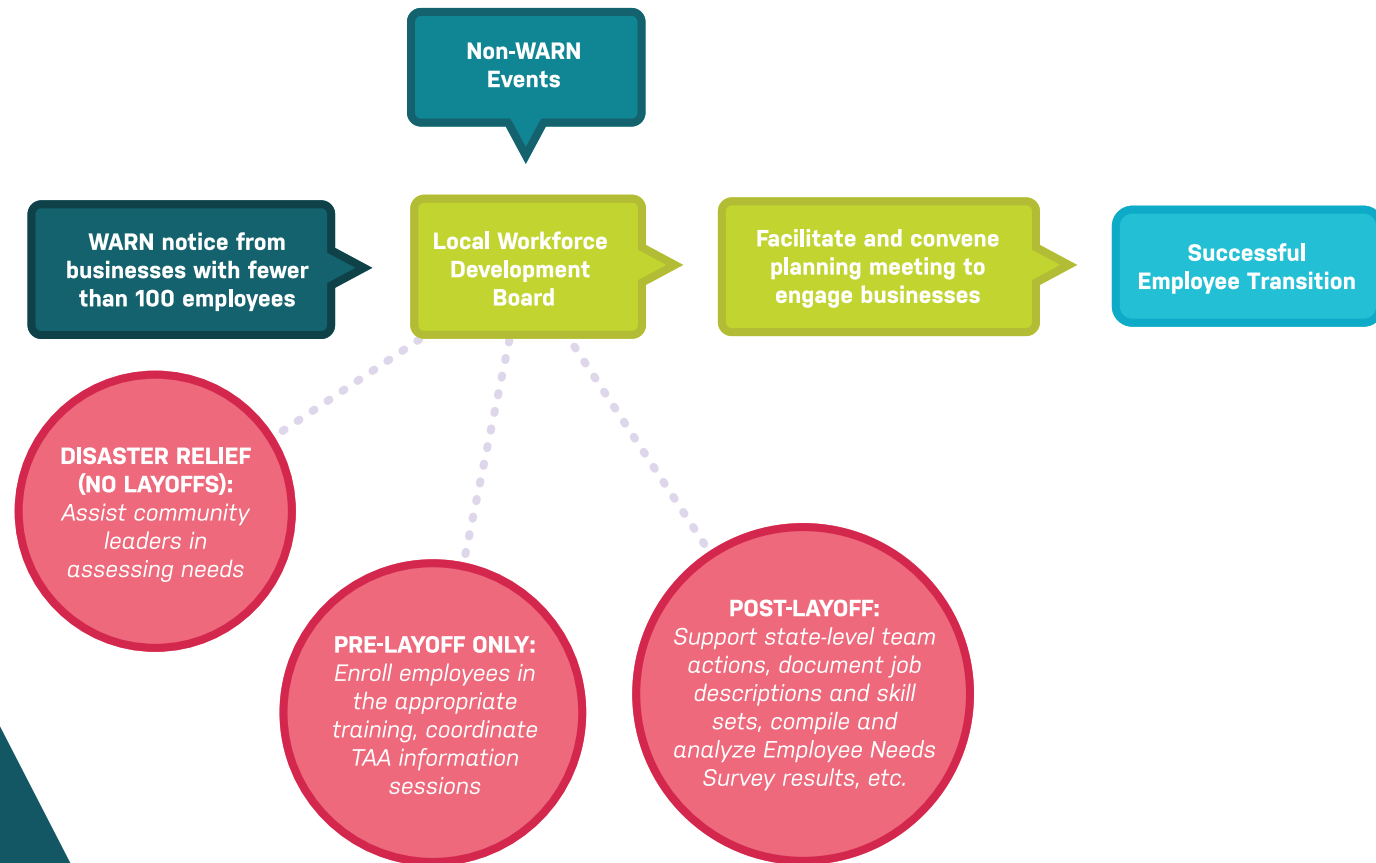 Non-WARN
Events
WARN notice from
businesses with fewer
than 100 employees
Local Workforce
Development
Board
Facilitate and convene
planning meeting to
engage businesses
Successful
Employee Transition
DISASTER RELIEF
(NO LAYOFFS):
Assist community
leaders in
assessing needs
PRE-LAYOFF ONLY:
Enroll employees in
the appropriate
training, coordinate
TAA information
sessions
POST-LAYOFF:
Support state-level team
actions, document job
descriptions and skill
sets, compile and
analyze Employee Needs
Survey results, etc.